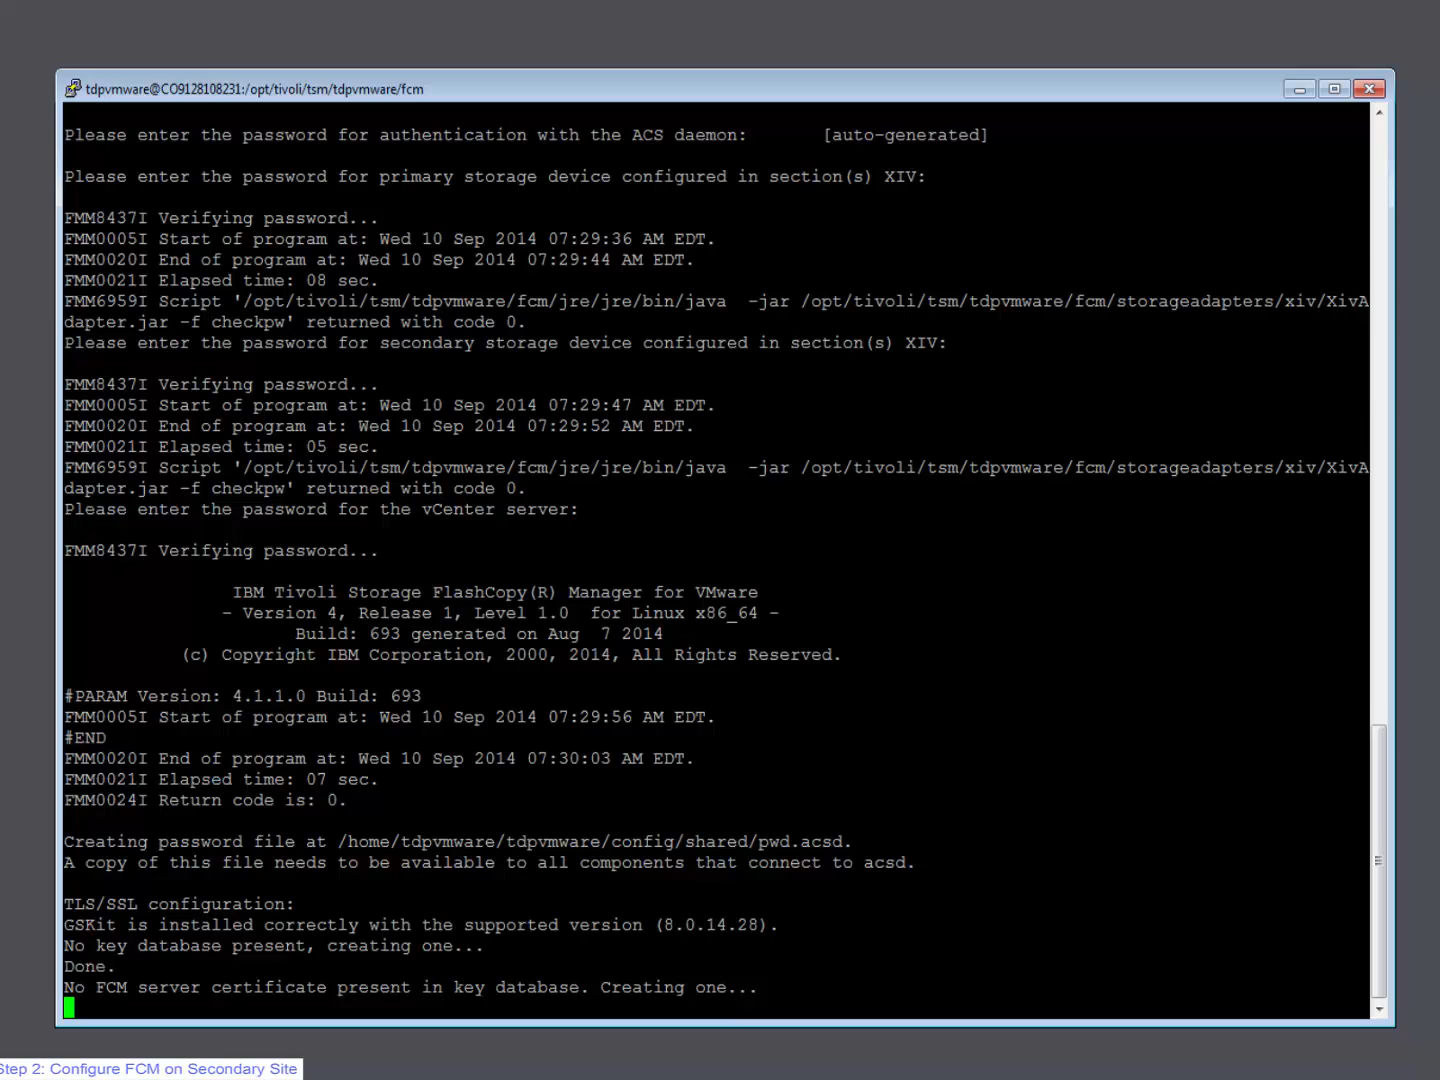 tdpvmware@CO9128108231:/opt/tivoli/tsm/tdpvmware/fcm
Please enter the password for authentication with the ACS daemon:       [auto-generated]
Please enter the password for primary storage device configured in section(s) XIV:
FMM8437I Verifying password...
FMM0005I Start of program at: Wed 10 Sep 2014 07:29:36 AM EDT.
FMM0020I End of program at: Wed 10 Sep 2014 07:29:44 AM EDT.
FMM0021I Elapsed time: 08 sec.
FMM6959I Script '/opt/tivoli/tsm/tdpvmware/fcm/jre/jre/bin/java  -jar /opt/tivoli/tsm/tdpvmware/fcm/storageadapters/xiv/XivA
dapter.jar -f checkpw' returned with code 0.
Please enter the password for secondary storage device configured in section(s) XIV:
FMM8437I Verifying password...
FMM0005I Start of program at: Wed 10 Sep 2014 07:29:47 AM EDT.
FMM0020I End of program at: Wed 10 Sep 2014 07:29:52 AM EDT.
FMM0021I Elapsed time: 05 sec.
FMM6959I Script '/opt/tivoli/tsm/tdpvmware/fcm/jre/jre/bin/java  -jar /opt/tivoli/tsm/tdpvmware/fcm/storageadapters/xiv/XivA
dapter.jar -f checkpw' returned with code 0.
Please enter the password for the vCenter server:
FMM8437I Verifying password...
IBM Tivoli Storage FlashCopy(R) Manager for VMware
- Version 4, Release 1, Level 1.0  for Linux x86_64 -
Build: 693 generated on Aug  7 2014
(c) Copyright IBM Corporation, 2000, 2014, All Rights Reserved.
#PARAM Version: 4.1.1.0 Build: 693
FMM0005I Start of program at: Wed 10 Sep 2014 07:29:56 AM EDT.
#END
FMM0020I End of program at: Wed 10 Sep 2014 07:30:03 AM EDT.
FMM0021I Elapsed time: 07 sec.
FMM0024I Return code is: 0.
Creating password file at /home/tdpvmware/tdpvmware/config/shared/pwd.acsd.
A copy of this file needs to be available to all components that connect to acsd.
TLS/SSL configuration:
GSKit is installed correctly with the supported version (8.0.14.28).
No key database present, creating one...
Done.
No FCM server certificate present in key database. Creating one...
Step 2: Configure FCM on Secondary Site